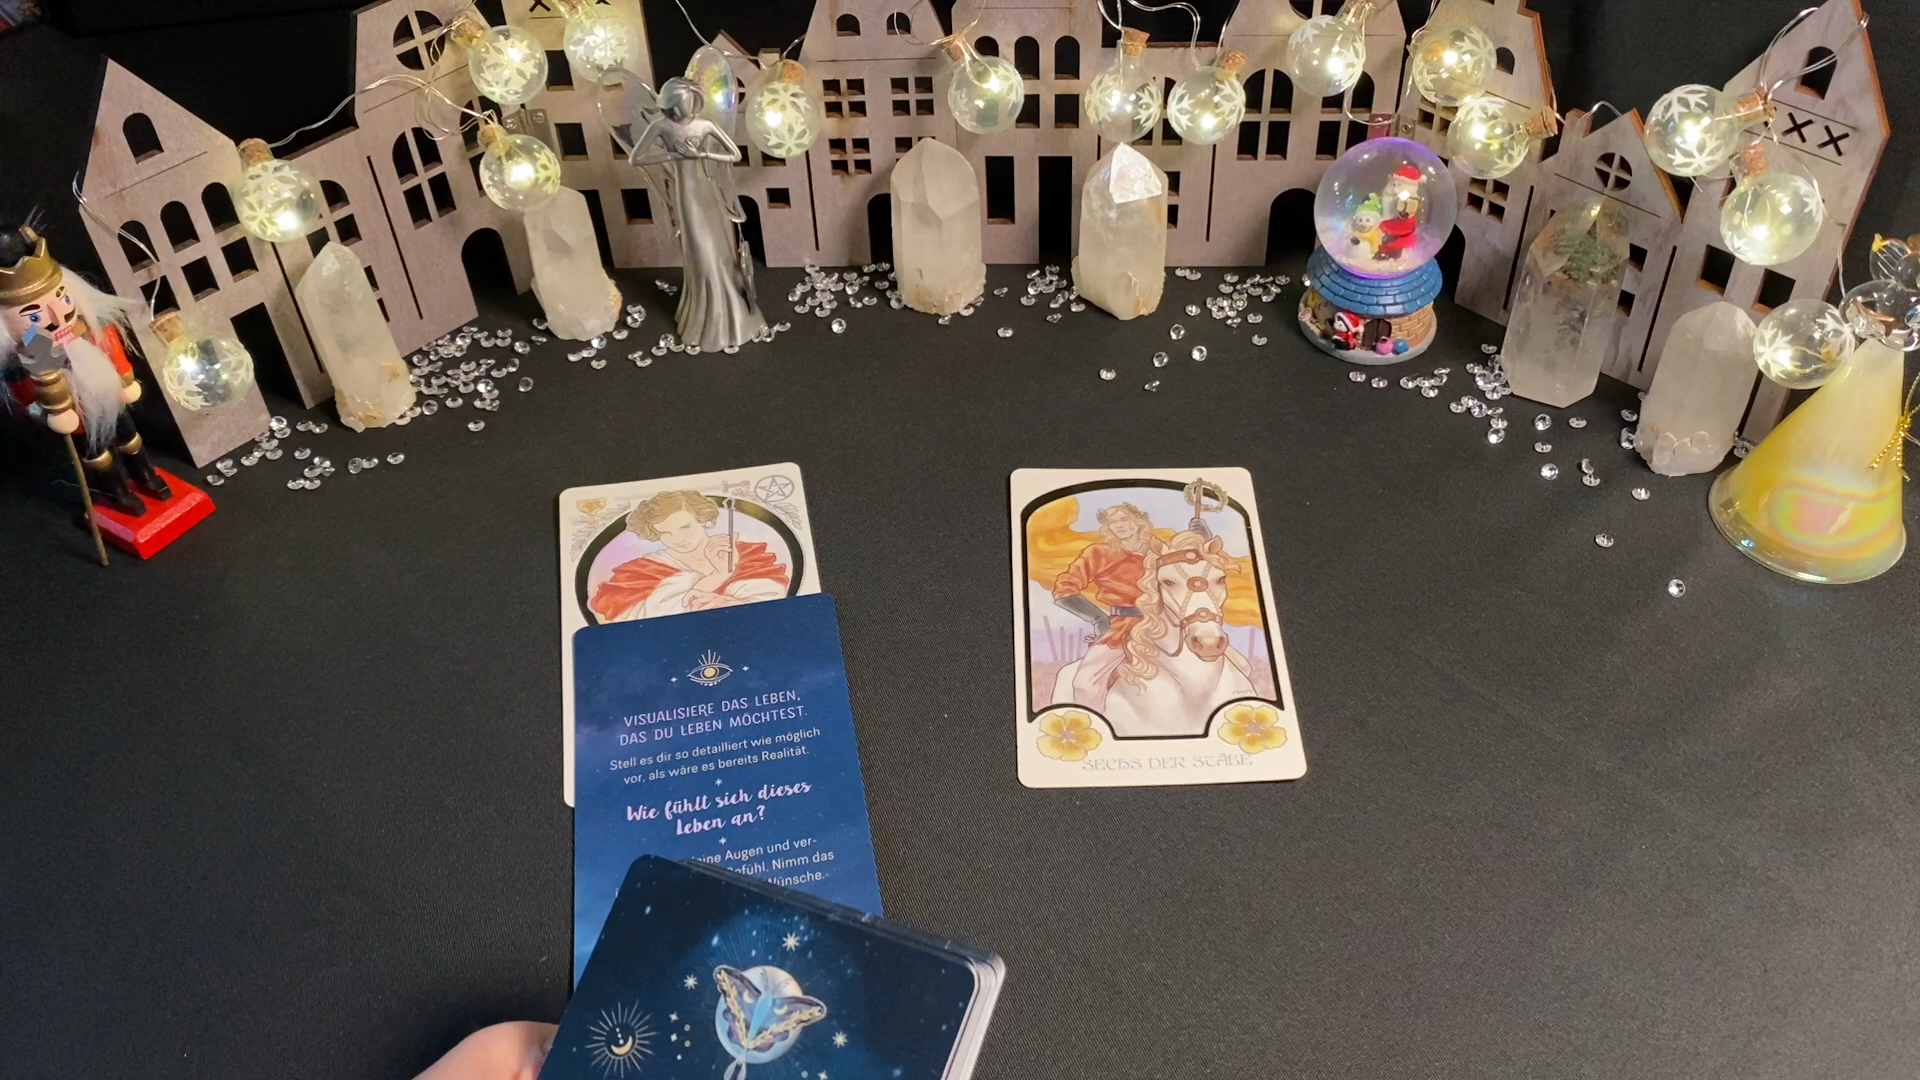 VISUALISIERE DAS LEBEN,
DAS DU LEBEN MÖCHTEST.
Stell es dir so detailliert wie möglich
vor, als wäre es bereits Realität.
Wie fühlt sich dieses
Leben an?
Augen und ver-
Nimm das
Wünsche.
SECHS DER STÄBE